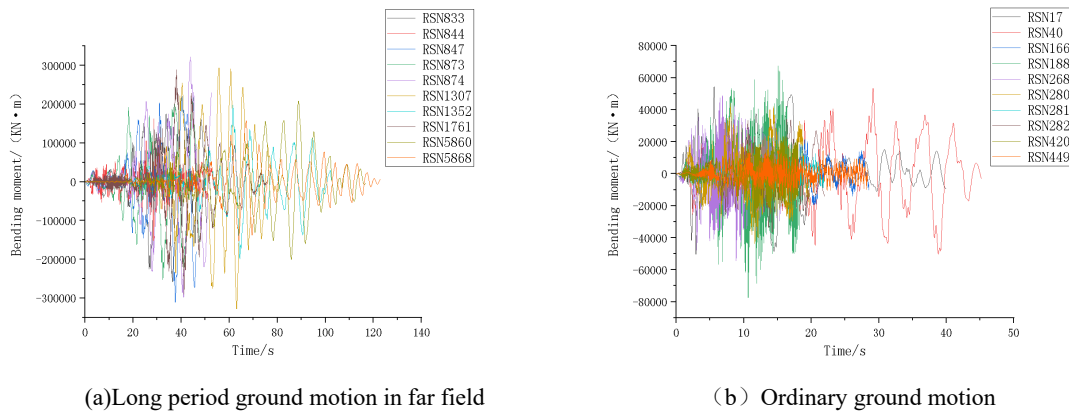 RSN833
RSN844
RSN847
RSN873
RSN874
RSN1307
RSN1352
RSN1761
RSN5860
RSN5868
300000
200000
100000
0
-100000
-200000
-300000
Bending moment/（KN·m）
0 20 40 60 80 100 120 140
Time/s
(a)Long period ground motion in far field
RSN17
RSN40
RSN166
RSN188
RSN268
RSN280
RSN281
RSN282
RSN420
RSN449
80000
60000
40000
20000
0
-20000
-40000
-60000
-80000
Bending moment/（KN·m）
0 10 20 30 40 50
Time/s
（b）Ordinary ground motion